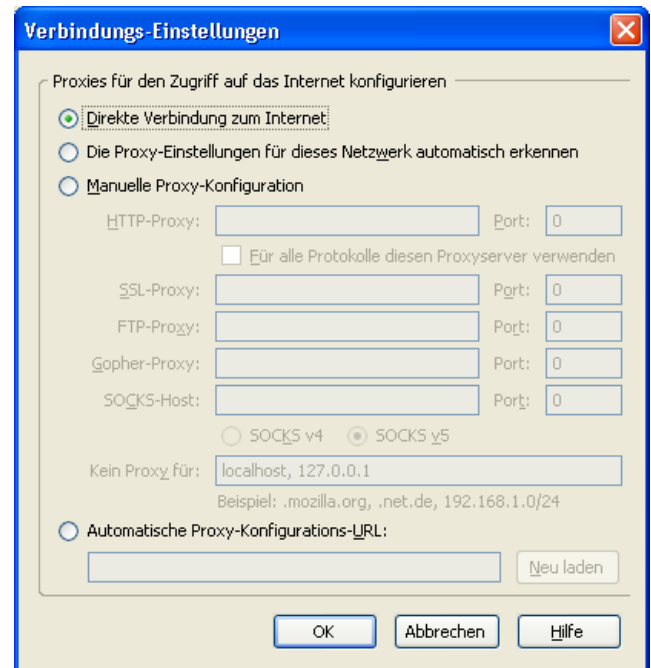 Verbindungs-Einstellungen
Proxies für den Zugriff auf das Internet konfigurieren
Direkte Verbindung zum Internet
Die Proxy-Einstellungen für dieses Netzwerk automatisch erkennen
Manuelle Proxy-Konfiguration
HTTP-Proxy: Port: 0
Für alle Protokolle diesen Proxyserver verwenden
SSL-Proxy: Port: 0
FTP-Proxy: Port: 0
Gopher-Proxy: Port: 0
SOCKS-Host: Port: 0
SOCKS v4 SOCKS v5
Kein Proxy für: localhost, 127.0.0.1
Beispiel: .mozilla.org, .net.de, 192.168.1.0/24
Automatische Proxy-Konfigurations-URL:
Neu laden
OK Abbrechen Hilfe